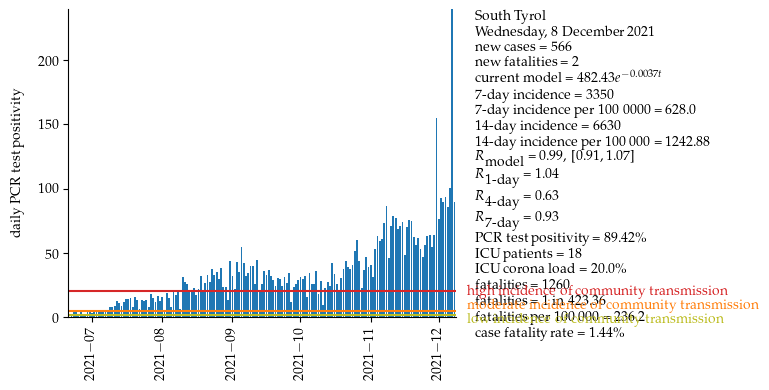 South Tyrol
Wednesday, 8 December 2021
new cases = 566
new fatalities = 2
current model = 482.43e^{-0.0037t}
7-day incidence = 3350
7-day incidence per 100 0000 = 628.0
14-day incidence = 6630
14-day incidence per 100 000 = 1242.88
R_model = 0.99, [0.91, 1.07]
R_1-day = 1.04
R_4-day = 0.63
R_7-day = 0.93
PCR test positivity = 89.42%
ICU patients = 18
ICU corona load = 20.0%
fatalities = 1260
high incidence of community transmission
fatalities = 1 in 423.36
moderate incidence of community transmission
fatalities per 100 000 = 236.2
low incidence of community transmission
case fatality rate = 1.44%
daily PCR test positivity
200
150
100
50
0
2021−07
2021−08
2021−09
2021−10
2021−11
2021−12